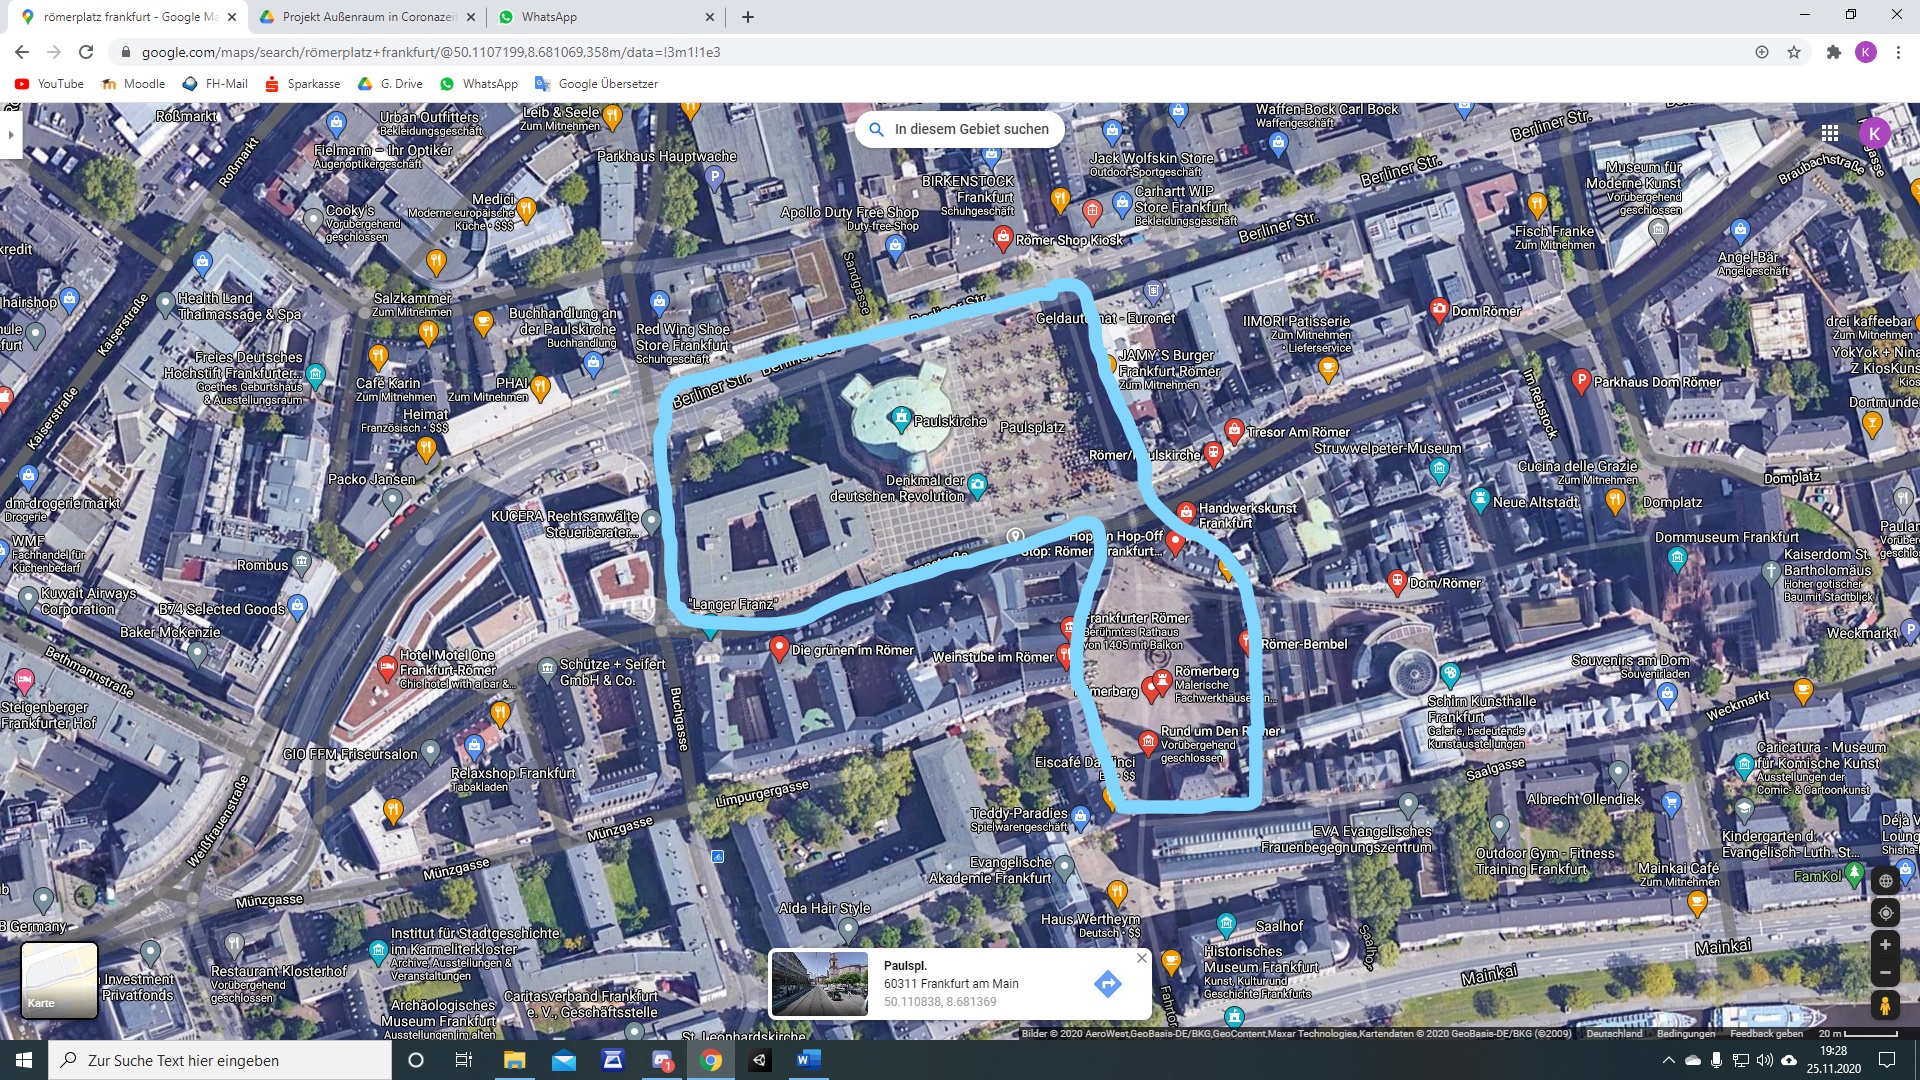 römerplatz frankfurt - Google Ma
Projekt Außenraum in Coronazeit
WhatsApp
google.com/maps/search/römerplatz+frankfurt/@50.1107199,8.681069,358m/data=!3m1!1e3
K
YouTube
Moodle
FH-Mail
Sparkasse
G. Drive
WhatsApp
Google Übersetzer
In diesem Gebiet suchen
K
Roßmarkt
Urban Outfitters
Bekleidungsgeschäft
Leib & Seele
Zum Mitnehmen
Waffen-Bock Carl Bock
Waffengeschäft
Berliner Str.
Fielmann – Ihr Optiker
Augenoptikergeschäft
Roßmarkt
Parkhaus Hauptwache
Jack Wolfskin Store
Outdoor-Sportgeschäft
Berliner Str.
Museum für
Moderne Kunst
Vorübergehend
geschlossen
Braubachstraße
BIRKENSTOCK
Frankfurt
Schuhgeschäft
Carhartt WIP
Store Frankfurt
Bekleidungsgeschäft
Medici
Moderne europäische
Küche • $$$
Cooky's
Vorübergehend
geschlossen
Apollo Duty Free Shop
Duty-free-Shop
Berliner Str.
Fisch Franke
Zum Mitnehmen
kredit
Römer Shop Kiosk
Angel-Bär
Angelgeschäft
Sandgasse
hairshop
Health Land
Thaimassage & Spa
Kaiserstraße
Salzkammer
Zum Mitnehmen
Buchhandlung an
der Paulskirche
Buchhandlung
Red Wing Shoe
Store Frankfurt
Schuhgeschäft
Geldautomat - Euronet
IIMORI Patisserie
Zum Mitnehmen
• Lieferservice
Dom Römer
drei kaffeebar
Zum Mitnehmen
Freies Deutsches
Hochstift Frankfurter...
Goethes Geburtshaus
& Ausstellungsraum
Café Karin
Zum Mitnehmen
PHAI
Zum Mitnehmen
Berliner Str.
JAMY'S Burger
Frankfurt Römer
Zum Mitnehmen
Im Rebstock
Parkhaus Dom Römer
YokYok + Nina
Z KiosKuns
Kios
Kaiserstraße
Heimat
Französisch • $$$
Paulskirche
Paulsplatz
Tresor Am Römer
Dortmunde
Struwwelpeter-Museum
Packo Jansen
Denkmal der
deutschen Revolution
Cucina delle Grazie
Zum Mitnehmen
Domplatz
Domplatz
dm-drogerie markt
Drogerie
KUCERA Rechtsanwälte
Steuerberater...
Handwerkskunst
Frankfurt
Neue Altstadt
WMF
Fachhandel für
Küchenbedarf
Rombus
Dommuseum Frankfurt
Kaiserdom St.
Bartholomäus
Hoher gotischer
Bau mit Stadtblick
Kuwait Airways
Corporation
B74 Selected Goods
"Langer Franz"
Dom/Römer
Baker McKenzie
Frankfurter Römer
Berühmtes Rathaus
von 1405 mit Balkon
Weckmarkt
Bethmannstraße
Hotel Motel One
Frankfurt-Römer
Chic hotel with a bar &...
Schütze + Seifert
GmbH & Co.
Die grünen im Römer
Weinstube im Römer
Römer-Bembel
Souvenirs am Dom
Souvenirladen
Römerberg
Malerische
Fachwerkhäuser
Steigenberger
Frankfurter Hof
Buchgasse
Schirn Kunsthalle
Frankfurt
Galerie, bedeutende
Kunstausstellungen
Weckmarkt
GIO FFM Friseursalon
Rund um Den Römer
Vorübergehend
geschlossen
Caricatura - Museum
für Komische Kunst
Ausstellungen der
Comic- & Cartoonkunst
Relaxshop Frankfurt
Tabakladen
Eiscafé Da Vinci
Saalgasse
Limpurgergasse
Albrecht Ollendiek
Weißfrauenstraße
Teddy-Paradies
Spielwarengeschäft
Münzgasse
EVA Evangelisches
Frauenbegegnungszentrum
Kindergarten d.
Evangelisch- Luth. St...
Outdoor Gym - Fitness
Training Frankfurt
Münzgasse
Evangelische
Akademie Frankfurt
Mainkai Café
Zum Mitnehmen
FamKol
Münzgasse
Aida Hair Style
Haus Wertheym
Deutsch • $$
Saalhof
B Germany
Institut für Stadtgeschichte
im Karmeliterkloster
Archive, Ausstellungen &
Veranstaltungen
Historisches
Museum Frankfurt
Kunst, Kultur und
Geschichte Frankfurts
Mainkai
Mainkai
Investment
Privatfonds
Restaurant Klosterhof
Vorübergehend
geschlossen
Archäologisches
Museum Frankfurt
Ausstellungen im alten
Caritasverband Frankfurt
e. V., Geschäftsstelle
St. Leonhardskirche
Karte
Paulspl.
60311 Frankfurt am Main
50.110838, 8.681369
Bilder © 2020 AeroWest,GeoBasis-DE/BKG,GeoContent,Maxar Technologies,Kartendaten © 2020 GeoBasis-DE/BKG (©2009)
Deutschland
Bedingungen
Feedback geben
20 m
Zur Suche Text hier eingeben
19:28
25.11.2020